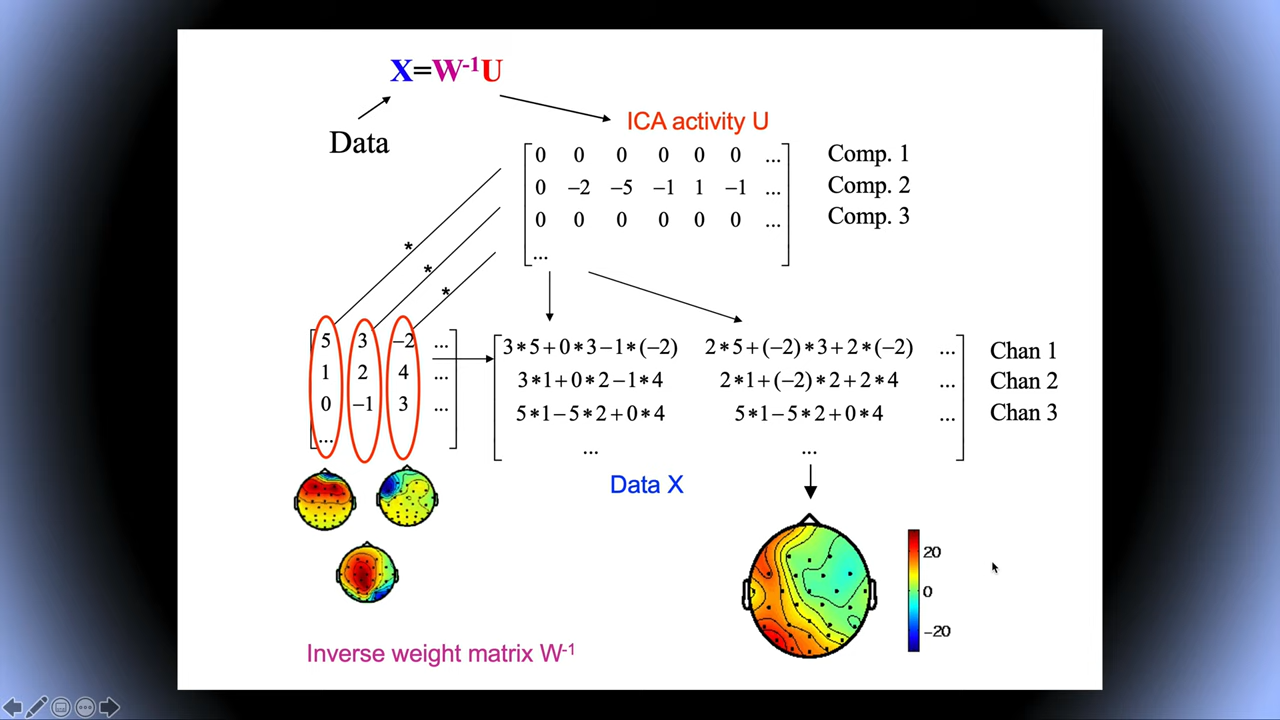 X=W⁻¹U
Data
ICA activity U
0 0 0 0 0 0 ... Comp. 1
0 −2 −5 −1 1 −1 ... Comp. 2
0 0 0 0 0 0 ... Comp. 3
...
*
*
*
5 3 −2 ...
1 2 4 ...
0 −1 3 ...
...
3*5+0*3−1*(−2) 2*5+(−2)*3+2*(−2) ... Chan 1
3*1+0*2−1*4 2*1+(−2)*2+2*4 ... Chan 2
5*1−5*2+0*4 5*1−5*2+0*4 ... Chan 3
... ...
Data X
20
0
−20
Inverse weight matrix W⁻¹